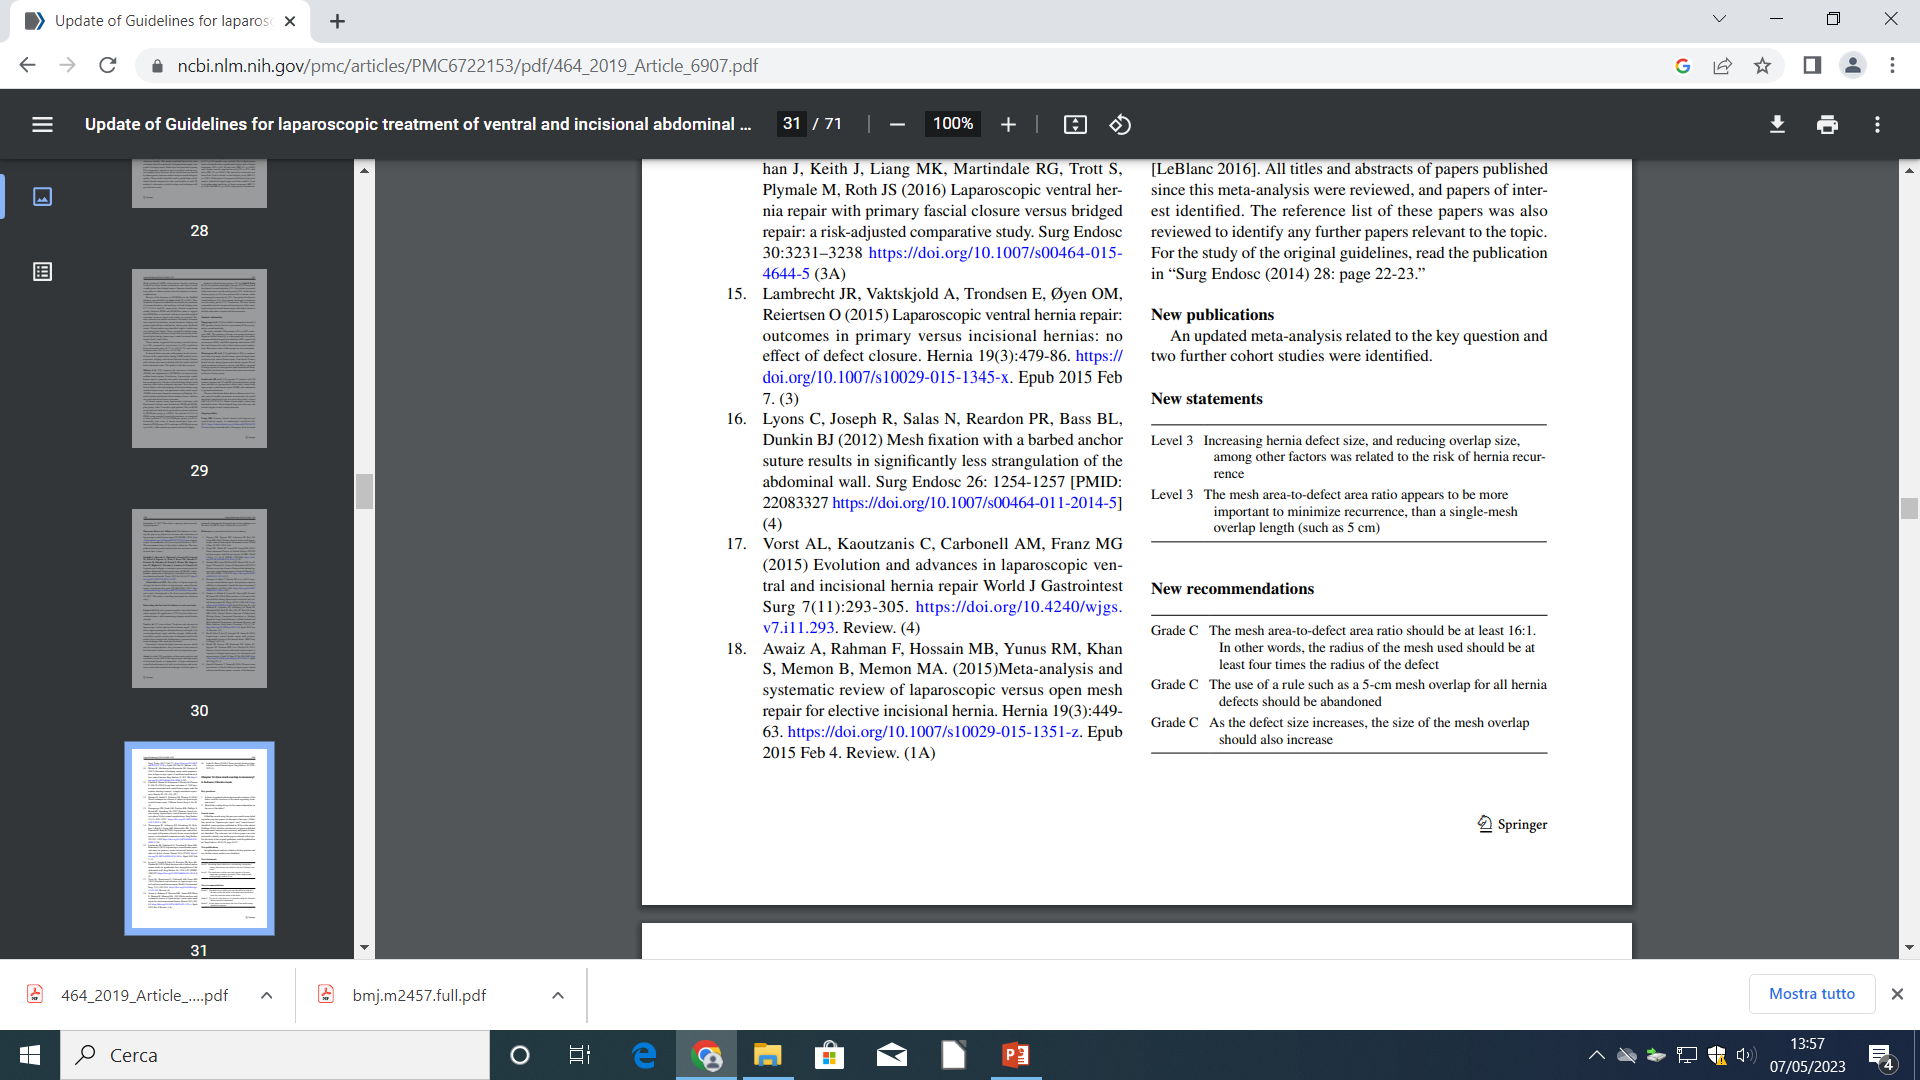 Update of Guidelines for laparosc
ncbi.nlm.nih.gov/pmc/articles/PMC6722153/pdf/464_2019_Article_6907.pdf
Update of Guidelines for laparoscopic treatment of ventral and incisional abdominal ...
31 / 71
100%
28
29
30
31
han J, Keith J, Liang MK, Martindale RG, Trott S,
Plymale M, Roth JS (2016) Laparoscopic ventral her-
nia repair with primary fascial closure versus bridged
repair: a risk-adjusted comparative study. Surg Endosc
30:3231–3238 https://doi.org/10.1007/s00464-015-
4644-5 (3A)
15. Lambrecht JR, Vaktskjold A, Trondsen E, Øyen OM,
Reiertsen O (2015) Laparoscopic ventral hernia repair:
outcomes in primary versus incisional hernias: no
effect of defect closure. Hernia 19(3):479-86. https://
doi.org/10.1007/s10029-015-1345-x. Epub 2015 Feb
7. (3)
16. Lyons C, Joseph R, Salas N, Reardon PR, Bass BL,
Dunkin BJ (2012) Mesh fixation with a barbed anchor
suture results in significantly less strangulation of the
abdominal wall. Surg Endosc 26: 1254-1257 [PMID:
22083327 https://doi.org/10.1007/s00464-011-2014-5]
(4)
17. Vorst AL, Kaoutzanis C, Carbonell AM, Franz MG
(2015) Evolution and advances in laparoscopic ven-
tral and incisional hernia repair World J Gastrointest
Surg 7(11):293-305. https://doi.org/10.4240/wjgs.
v7.i11.293. Review. (4)
18. Awaiz A, Rahman F, Hossain MB, Yunus RM, Khan
S, Memon B, Memon MA. (2015)Meta-analysis and
systematic review of laparoscopic versus open mesh
repair for elective incisional hernia. Hernia 19(3):449-
63. https://doi.org/10.1007/s10029-015-1351-z. Epub
2015 Feb 4. Review. (1A)
[LeBlanc 2016]. All titles and abstracts of papers published
since this meta-analysis were reviewed, and papers of inter-
est identified. The reference list of these papers was also
reviewed to identify any further papers relevant to the topic.
For the study of the original guidelines, read the publication
in “Surg Endosc (2014) 28: page 22-23.”
New publications
An updated meta-analysis related to the key question and
two further cohort studies were identified.
New statements
Level 3 Increasing hernia defect size, and reducing overlap size,
among other factors was related to the risk of hernia recur-
rence
Level 3 The mesh area-to-defect area ratio appears to be more
important to minimize recurrence, than a single-mesh
overlap length (such as 5 cm)
New recommendations
Grade C The mesh area-to-defect area ratio should be at least 16:1.
In other words, the radius of the mesh used should be at
least four times the radius of the defect
Grade C The use of a rule such as a 5-cm mesh overlap for all hernia
defects should be abandoned
Grade C As the defect size increases, the size of the mesh overlap
should also increase
Springer
464_2019_Article_....pdf
bmj.m2457.full.pdf
Mostra tutto
Cerca
13:57
07/05/2023
4